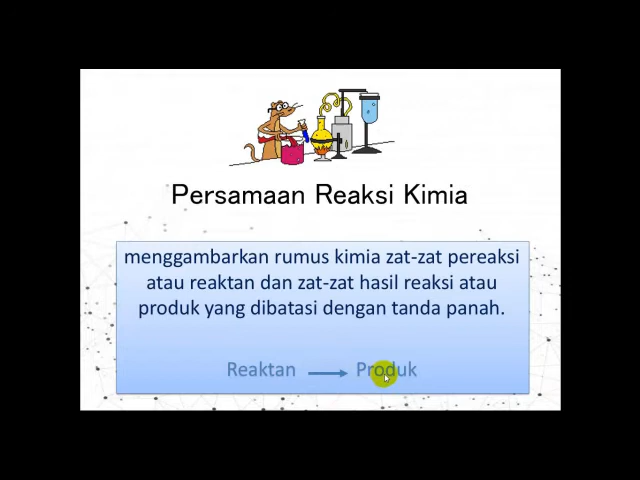 Persamaan Reaksi Kimia
menggambarkan rumus kimia zat-zat pereaksi
atau reaktan dan zat-zat hasil reaksi atau
produk yang dibatasi dengan tanda panah.
Reaktan → Produk